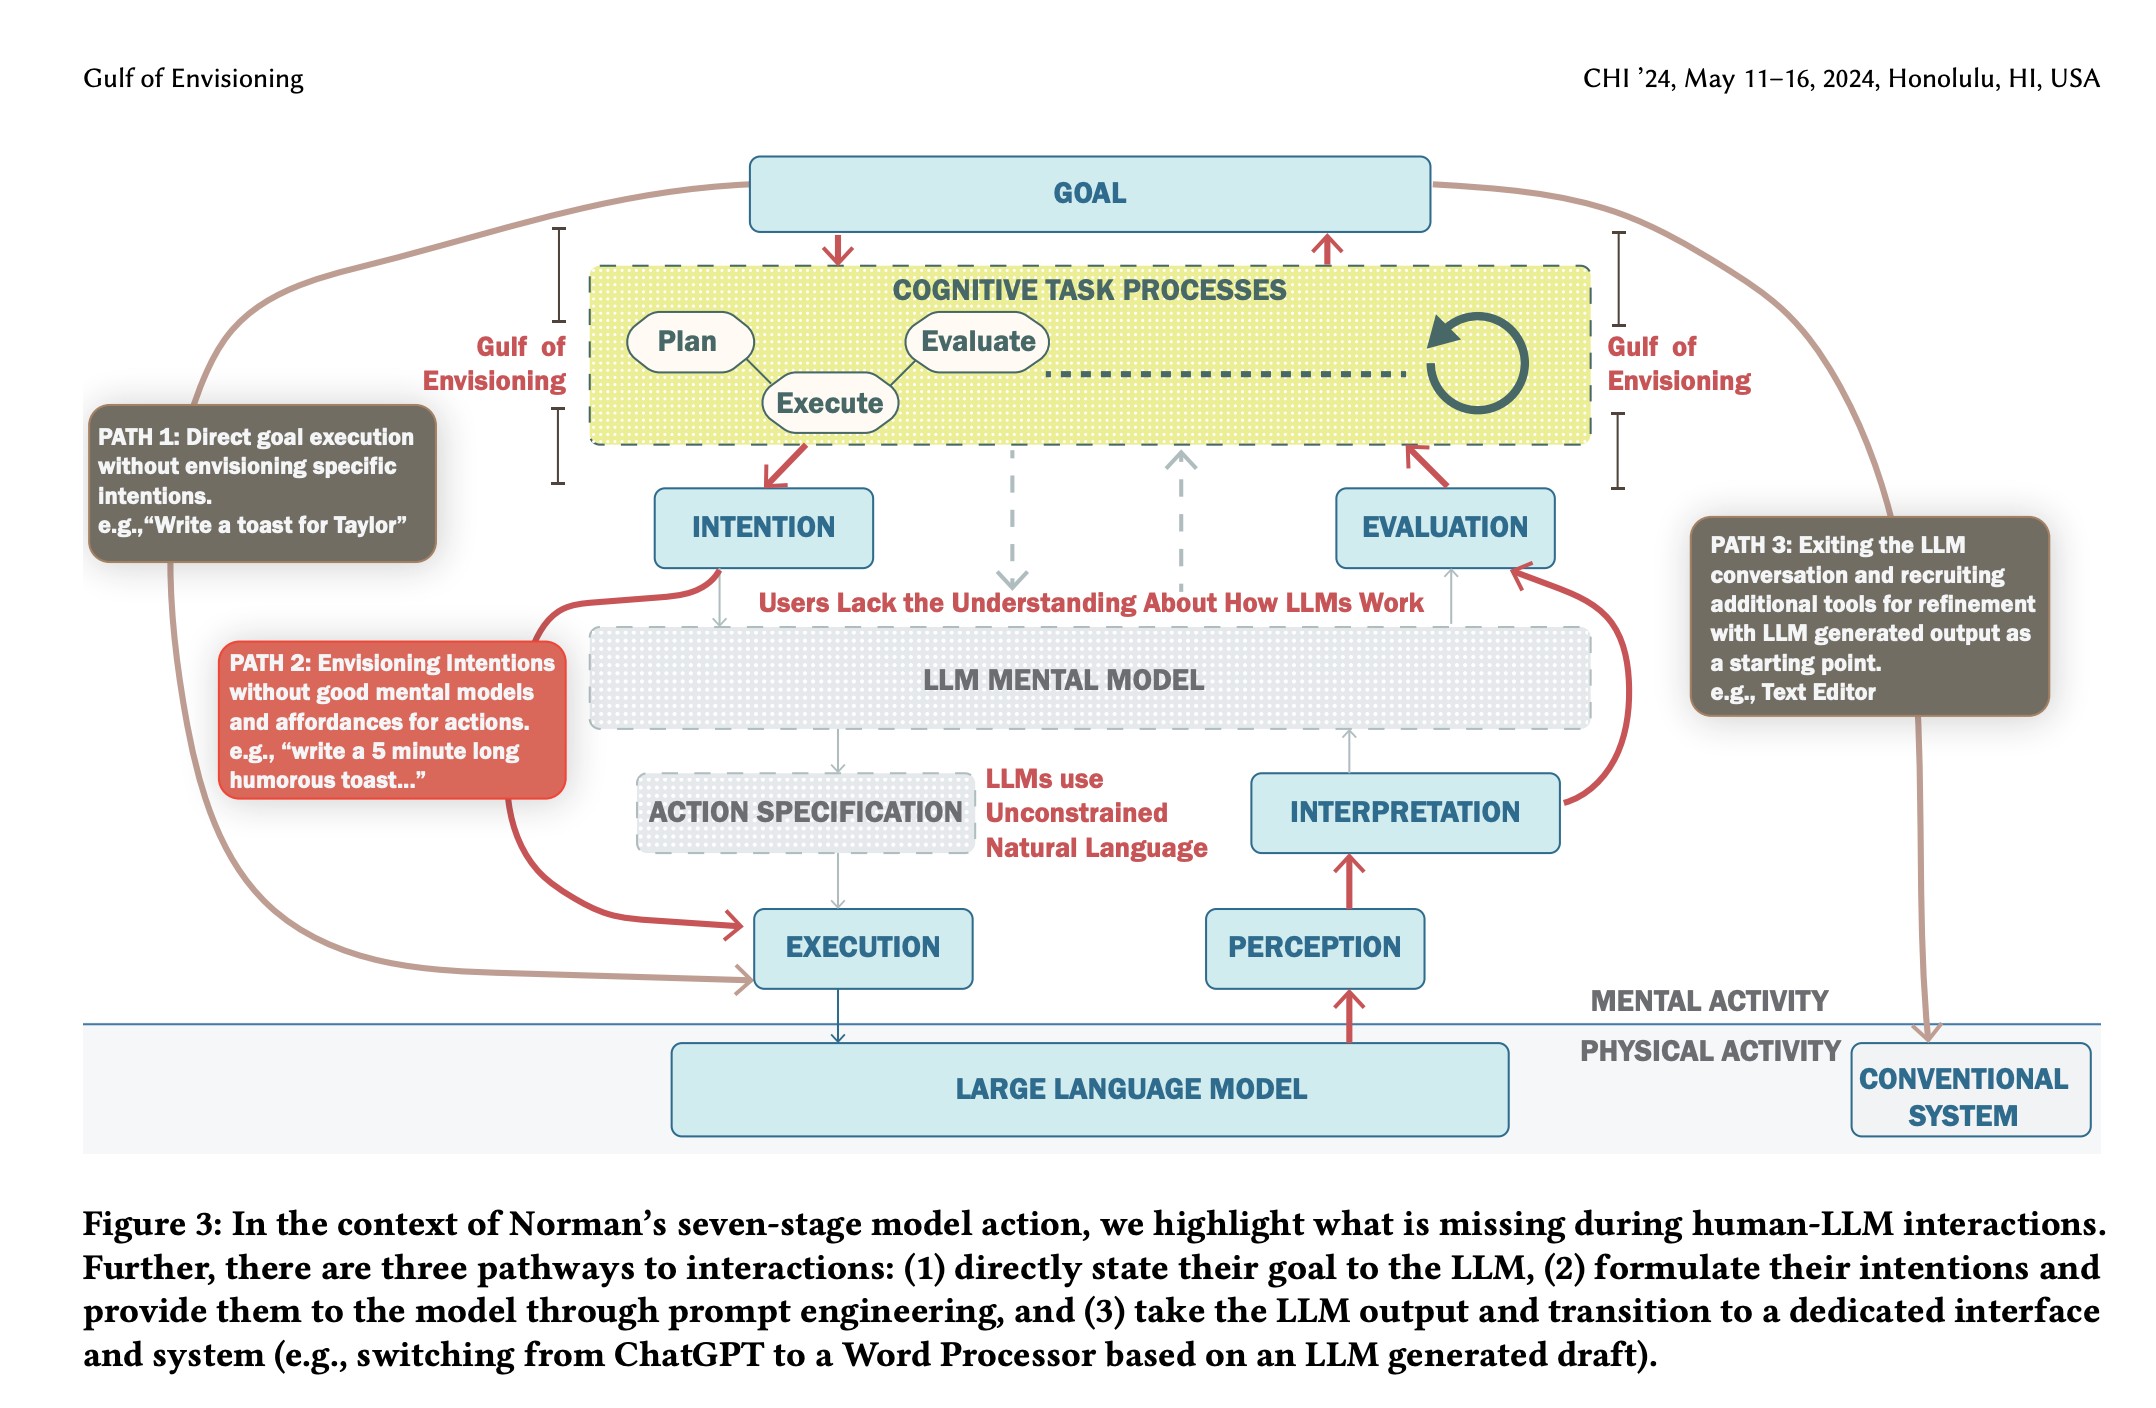 Gulf of Envisioning
CHI ’24, May 11–16, 2024, Honolulu, HI, USA
GOAL
COGNITIVE TASK PROCESSES
Plan
Evaluate
Execute
Gulf of
Envisioning
Gulf of
Envisioning
PATH 1: Direct goal execution
without envisioning specific
intentions.
e.g.,“Write a toast for Taylor”
INTENTION
EVALUATION
PATH 3: Exiting the LLM
conversation and recruiting
additional tools for refinement
with LLM generated output as
a starting point.
e.g., Text Editor
Users Lack the Understanding About How LLMs Work
PATH 2: Envisioning Intentions
without good mental models
and affordances for actions.
e.g., “write a 5 minute long
humorous toast...”
LLM MENTAL MODEL
ACTION SPECIFICATION
LLMs use
Unconstrained
Natural Language
INTERPRETATION
EXECUTION
PERCEPTION
MENTAL ACTIVITY
PHYSICAL ACTIVITY
LARGE LANGUAGE MODEL
CONVENTIONAL
SYSTEM
Figure 3: In the context of Norman’s seven-stage model action, we highlight what is missing during human-LLM interactions.
Further, there are three pathways to interactions: (1) directly state their goal to the LLM, (2) formulate their intentions and
provide them to the model through prompt engineering, and (3) take the LLM output and transition to a dedicated interface
and system (e.g., switching from ChatGPT to a Word Processor based on an LLM generated draft).